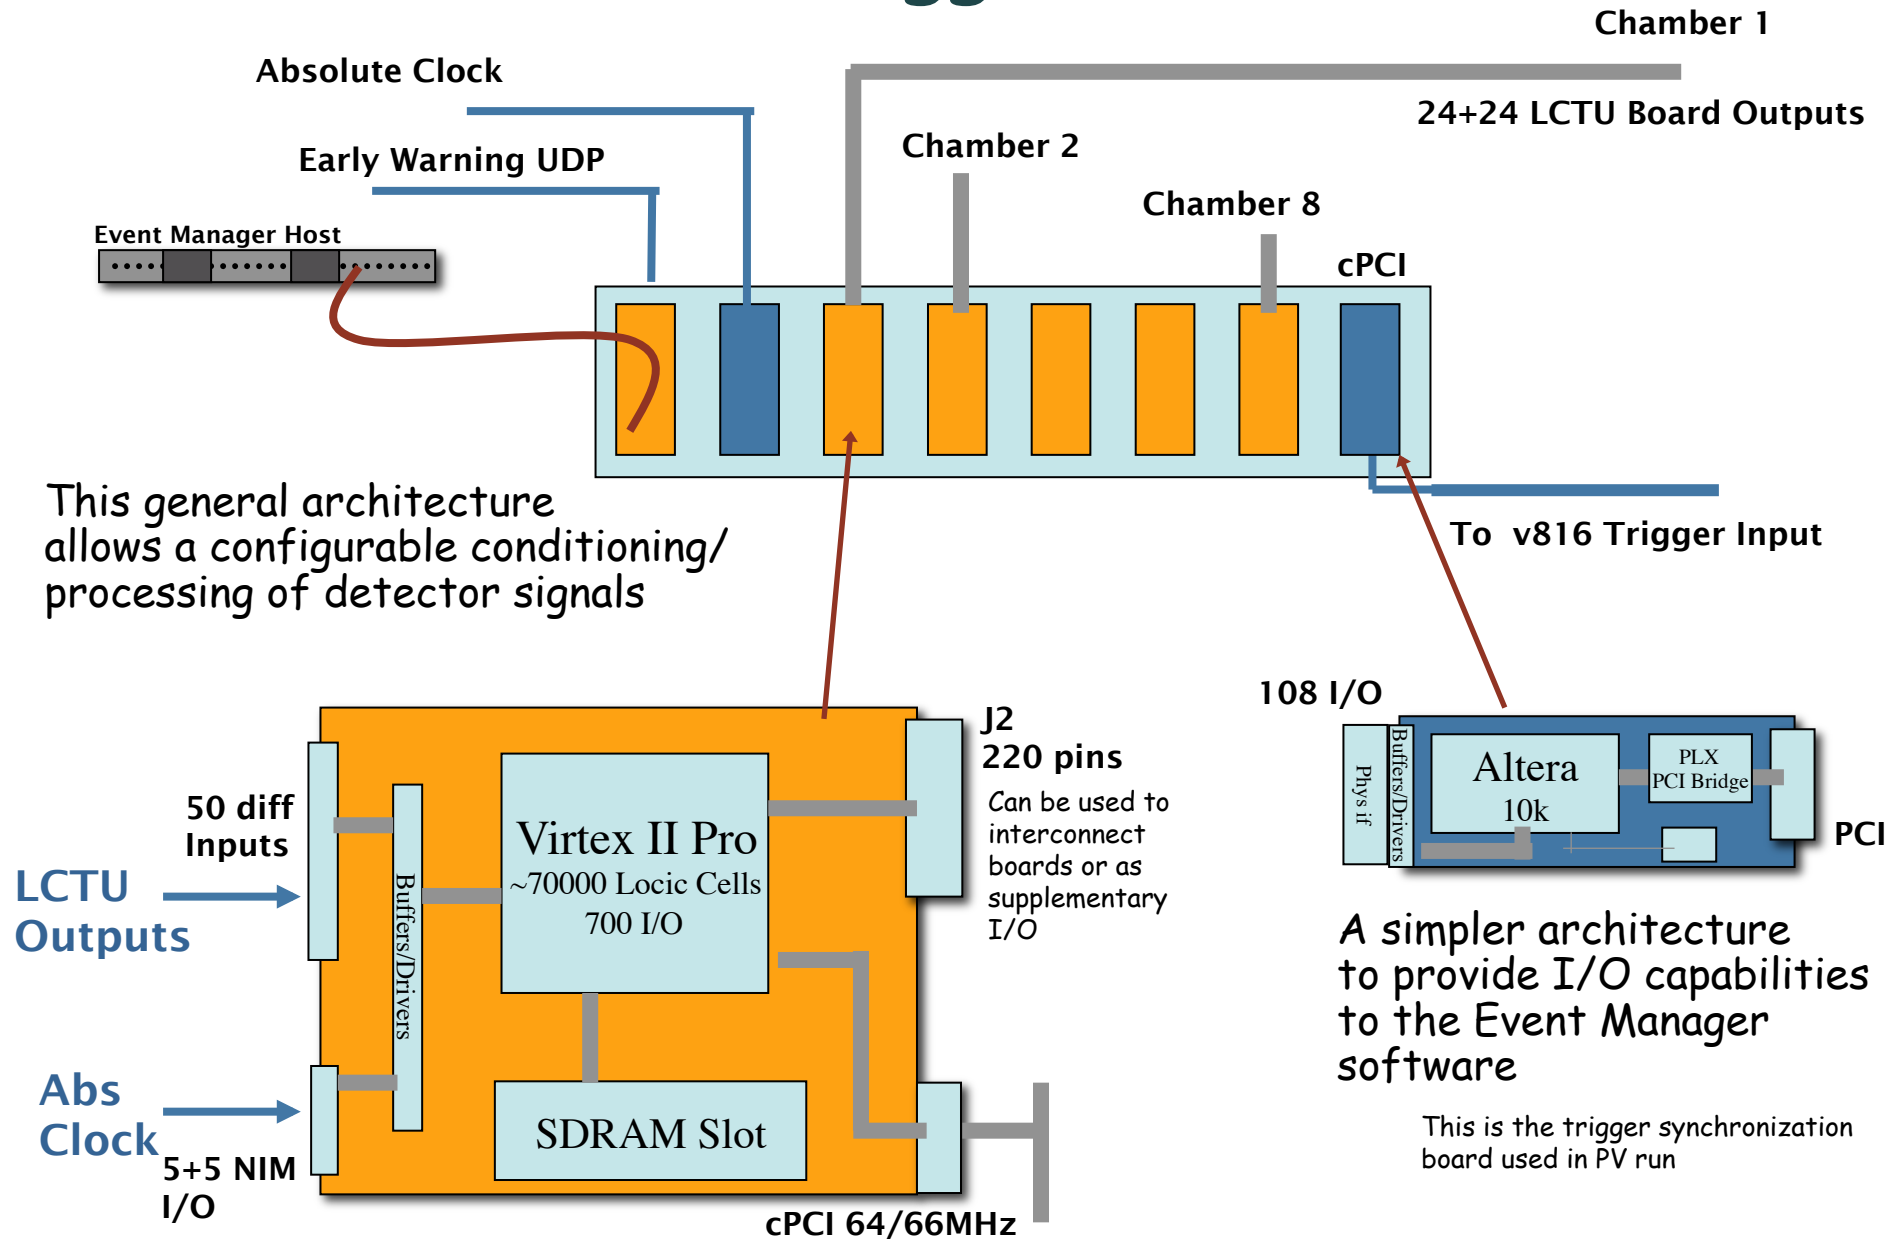 Chamber 1
Absolute Clock
24+24 LCTU Board Outputs
Chamber 2
Early Warning UDP
Chamber 8
Event Manager Host
cPCI
This general architecture
allows a configurable conditioning/
processing of detector signals
To v816 Trigger Input
108 I/O
J2
220 pins
Can be used to
interconnect
boards or as
supplementary
I/O
50 diff
Inputs
LCTU
Outputs
Buffers/Drivers
Virtex II Pro
~70000 Locic Cells
700 I/O
SDRAM Slot
Abs
Clock
5+5 NIM
I/O
cPCI 64/66MHz
Phys if
Buffers/Drivers
Altera
10k
PLX
PCI Bridge
PCI
A simpler architecture
to provide I/O capabilities
to the Event Manager
software
This is the trigger synchronization
board used in PV run